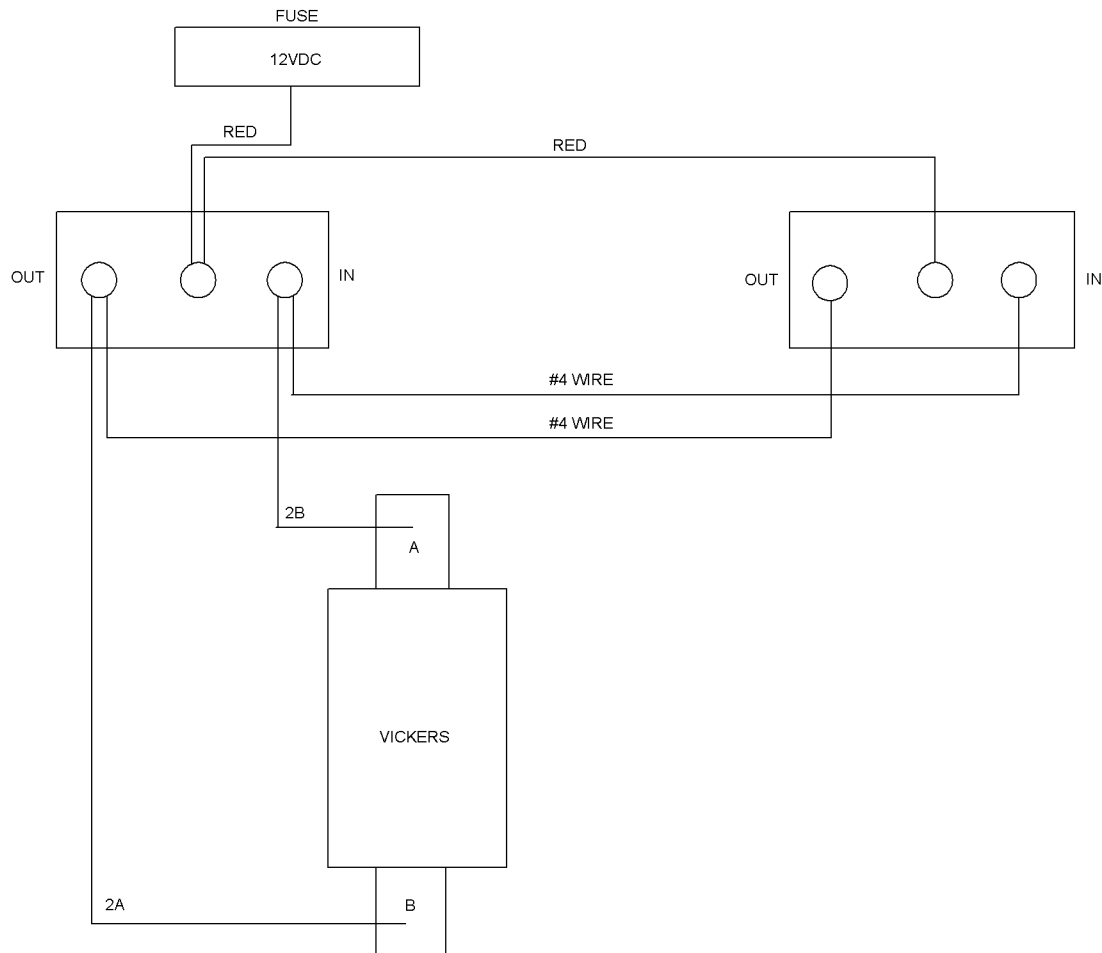 FUSE
12VDC
RED
RED
OUT
IN
OUT
IN
#4 WIRE
#4 WIRE
2B
A
VICKERS
2A
B